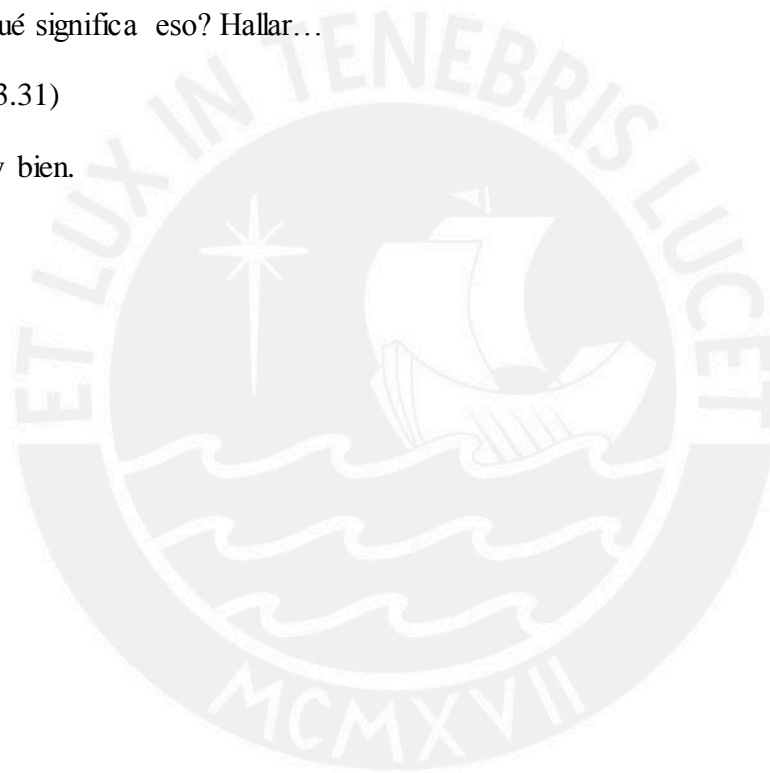 ué significa eso? Hallar…
3.31)
bien.
ET LUX IN TENEBRIS LUCET
MCMXVII